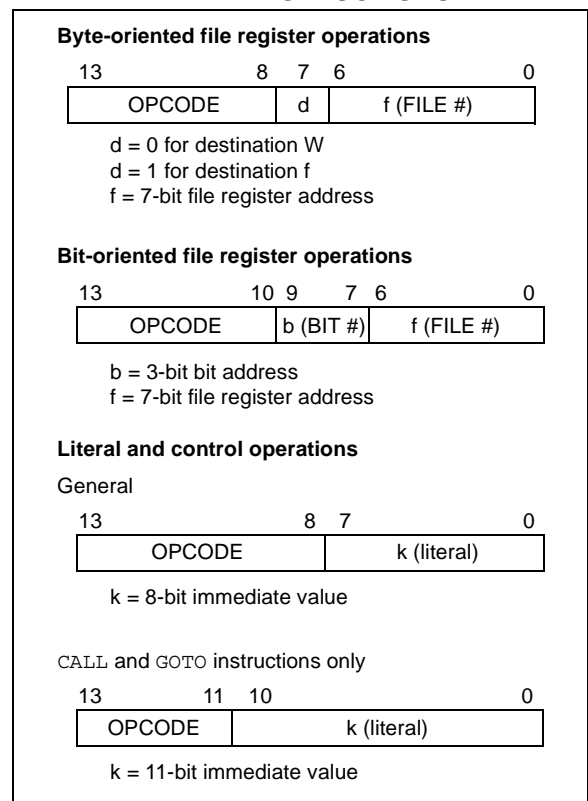 Byte-oriented file register operations
13 8 7 6 0
OPCODE d f (FILE #)
d = 0 for destination W
d = 1 for destination f
f = 7-bit file register address
Bit-oriented file register operations
13 10 9 7 6 0
OPCODE b (BIT #) f (FILE #)
b = 3-bit bit address
f = 7-bit file register address
Literal and control operations
General
13 8 7 0
OPCODE k (literal)
k = 8-bit immediate value
CALL and GOTO instructions only
13 11 10 0
OPCODE k (literal)
k = 11-bit immediate value